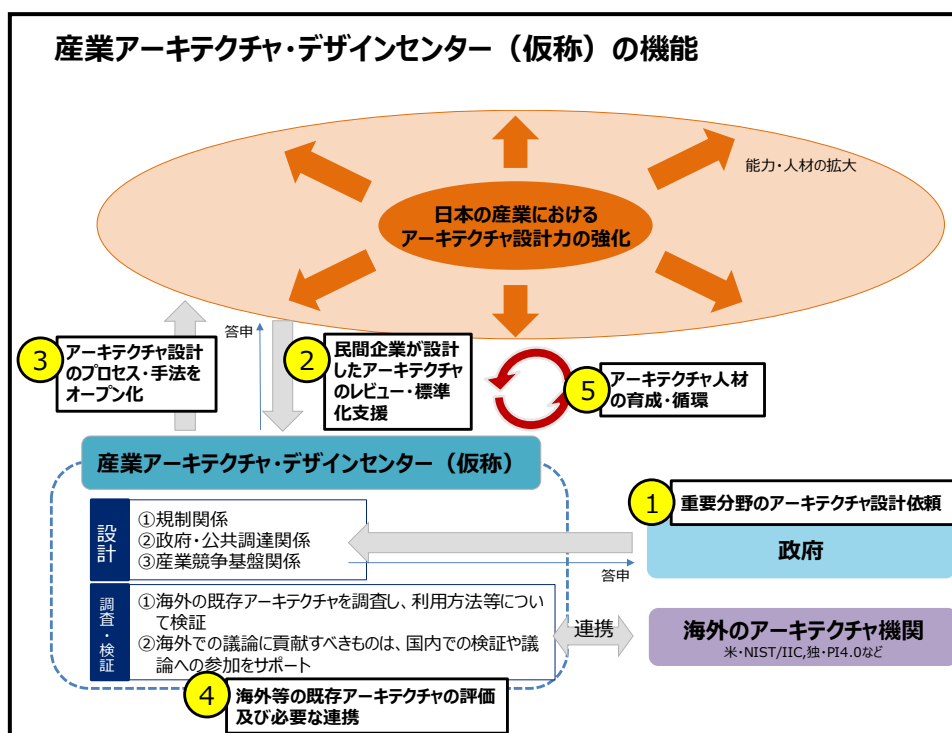 産業アーキテクチャ・デザインセンター（仮称）の機能
能力・人材の拡大
日本の産業における
アーキテクチャ設計力の強化
3
アーキテクチャ設計
のプロセス・手法を
オープン化
答申
2
民間企業が設計
したアーキテクチャ
のレビュー・標準
化支援
5
アーキテクチャ人材
の育成・循環
産業アーキテクチャ・デザインセンター（仮称）
1
重要分野のアーキテクチャ設計依頼
政府
設計
①規制関係
②政府・公共調達関係
③産業競争基盤関係
答申
調査・検証
①海外の既存アーキテクチャを調査し、利用方法等につい
て検証
②海外での議論に貢献すべきものは、国内での検証や議
論への参加をサポート
連携
海外のアーキテクチャ機関
米・NIST/IIC,独・PI4.0など
4
海外等の既存アーキテクチャの評価
及び必要な連携